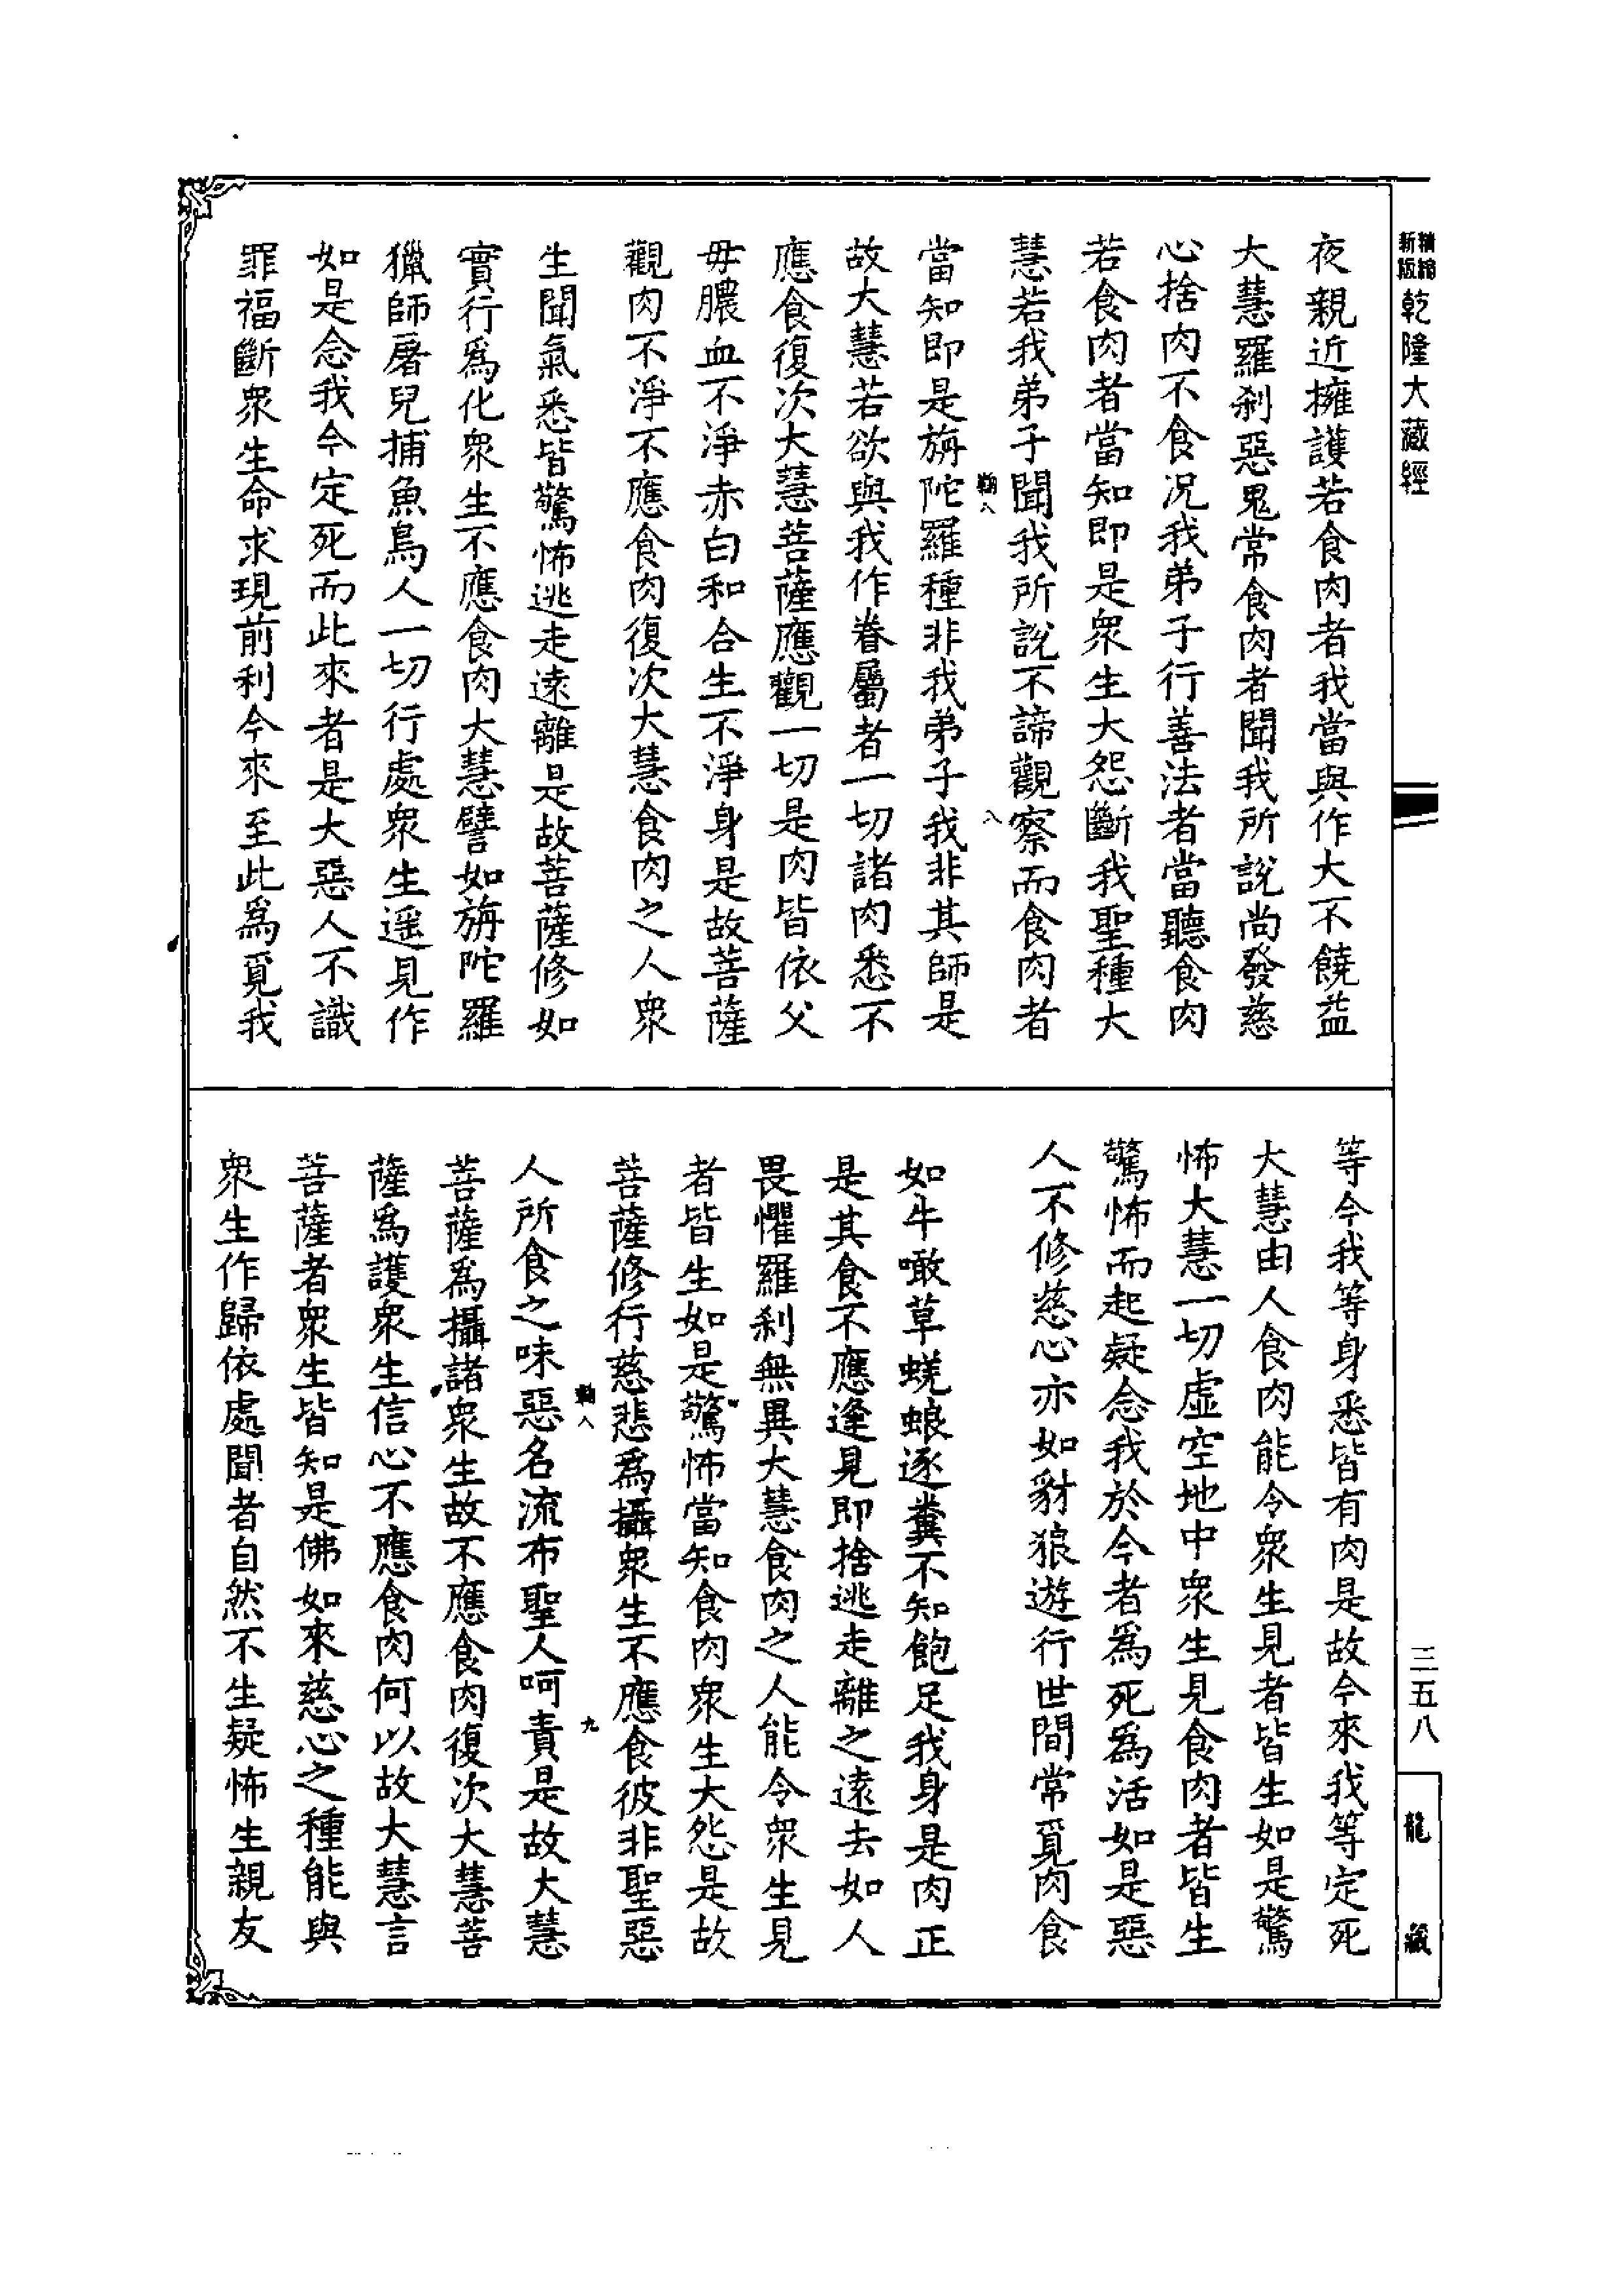 精縮新版
乾隆大藏經
夜親近擁護若食肉者我當與作大不饒益
大慧羅刹惡鬼常食肉者聞我所說尚發慈
心捨肉不食况我弟子行善法者當聽食肉
若食肉者當知即是衆生大怨斷我聖種大
慧若我弟子聞我所說不諦觀察而食肉者
八
當知即是旃陀羅種非我弟子我非其師是
故大慧若欲與我作眷屬者一切諸肉悉不
應食復次大慧菩薩應觀一切是肉皆依父
毋膿血不淨赤白和合生不淨身是故菩薩
觀肉不淨不應食肉復次大慧食肉之人衆
生聞氣悉皆驚怖逃走遠離是故菩薩修如
實行爲化衆生不應食肉大慧譬如旃陀羅
獵師屠兒捕魚鳥人一切行處衆生遥見作
如是念我今定死而此來者是大惡人不識
罪福斷衆生命求現前利今來至此爲覓我
等今我等身悉皆有肉是故今來我等定死
大慧由人食肉能令衆生見者皆生如是驚
怖大慧一切虚空地中衆生見食肉者皆生
驚怖而起疑念我於今者爲死爲活如是惡
人不修慈心亦如豺狼遊行世間常覓肉食
如牛噉草蜣蜋逐糞不知飽足我身是肉正
是其食不應逢見即捨逃走離之遠去如人
畏懼羅刹無異大慧食肉之人能令衆生見
者皆生如是驚怖當知食肉衆生大怨是故
菩薩修行慈悲爲攝衆生不應食彼非聖惡
九
人所食之味惡名流布聖人呵責是故大慧
菩薩爲攝諸衆生故不應食肉復次大慧菩
薩爲護衆生信心不應食肉何以故大慧言
菩薩者衆生皆知是佛如來慈心之種能與
衆生作歸依處聞者自然不生疑怖生親友
三五八
龍藏